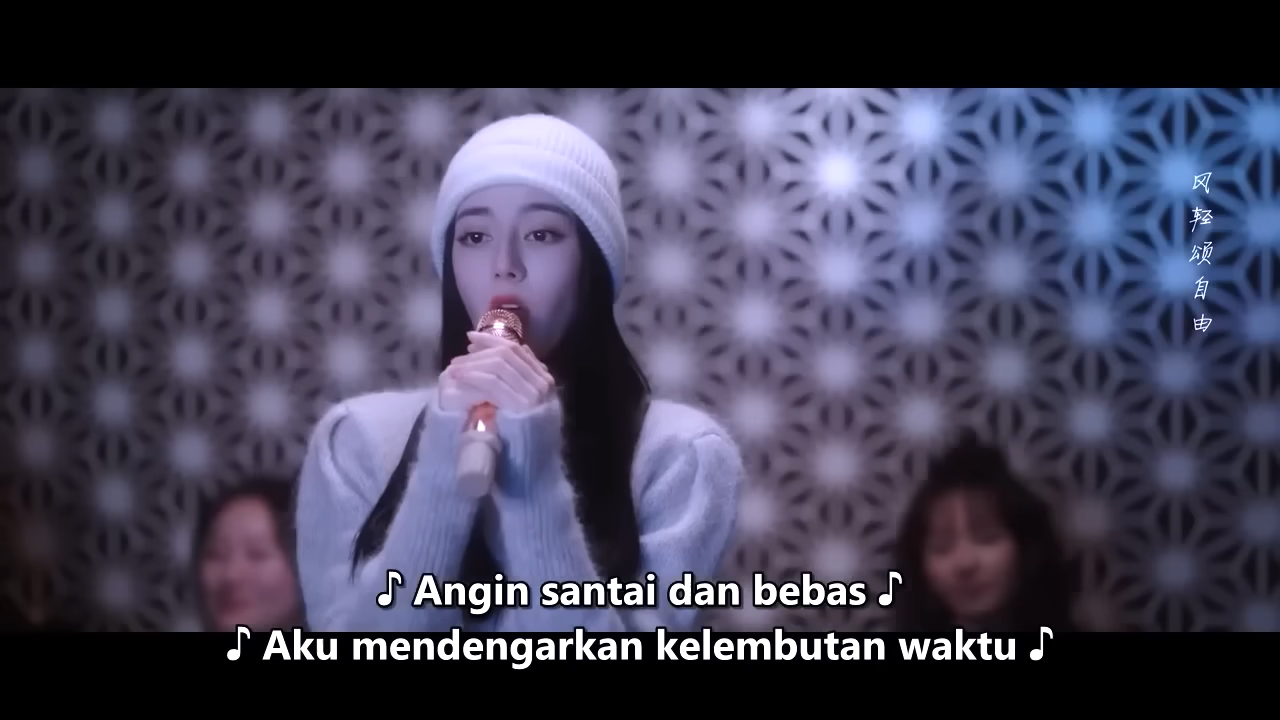 风轻颂自由
♪ Angin santai dan bebas ♪
♪ Aku mendengarkan kelembutan waktu ♪